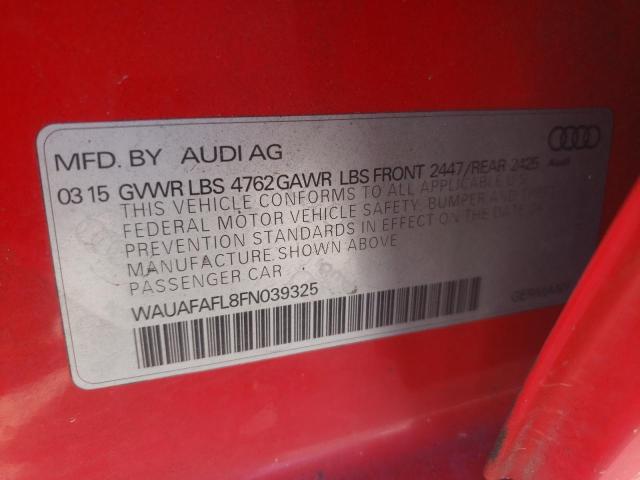 MFD. BY AUDI AG
Audi
03 15 GVWR LBS 4762 GAWR LBS FRONT 2447/REAR 2425
THIS VEHICLE CONFORMS TO ALL APPLICABLE U.S.
FEDERAL MOTOR VEHICLE SAFETY, BUMPER AND
PREVENTION STANDARDS IN EFFECT ON THE DATE OF
MANUFACTURE SHOWN ABOVE
PASSENGER CAR
WAUAFAFL8FN039325
GERMANY